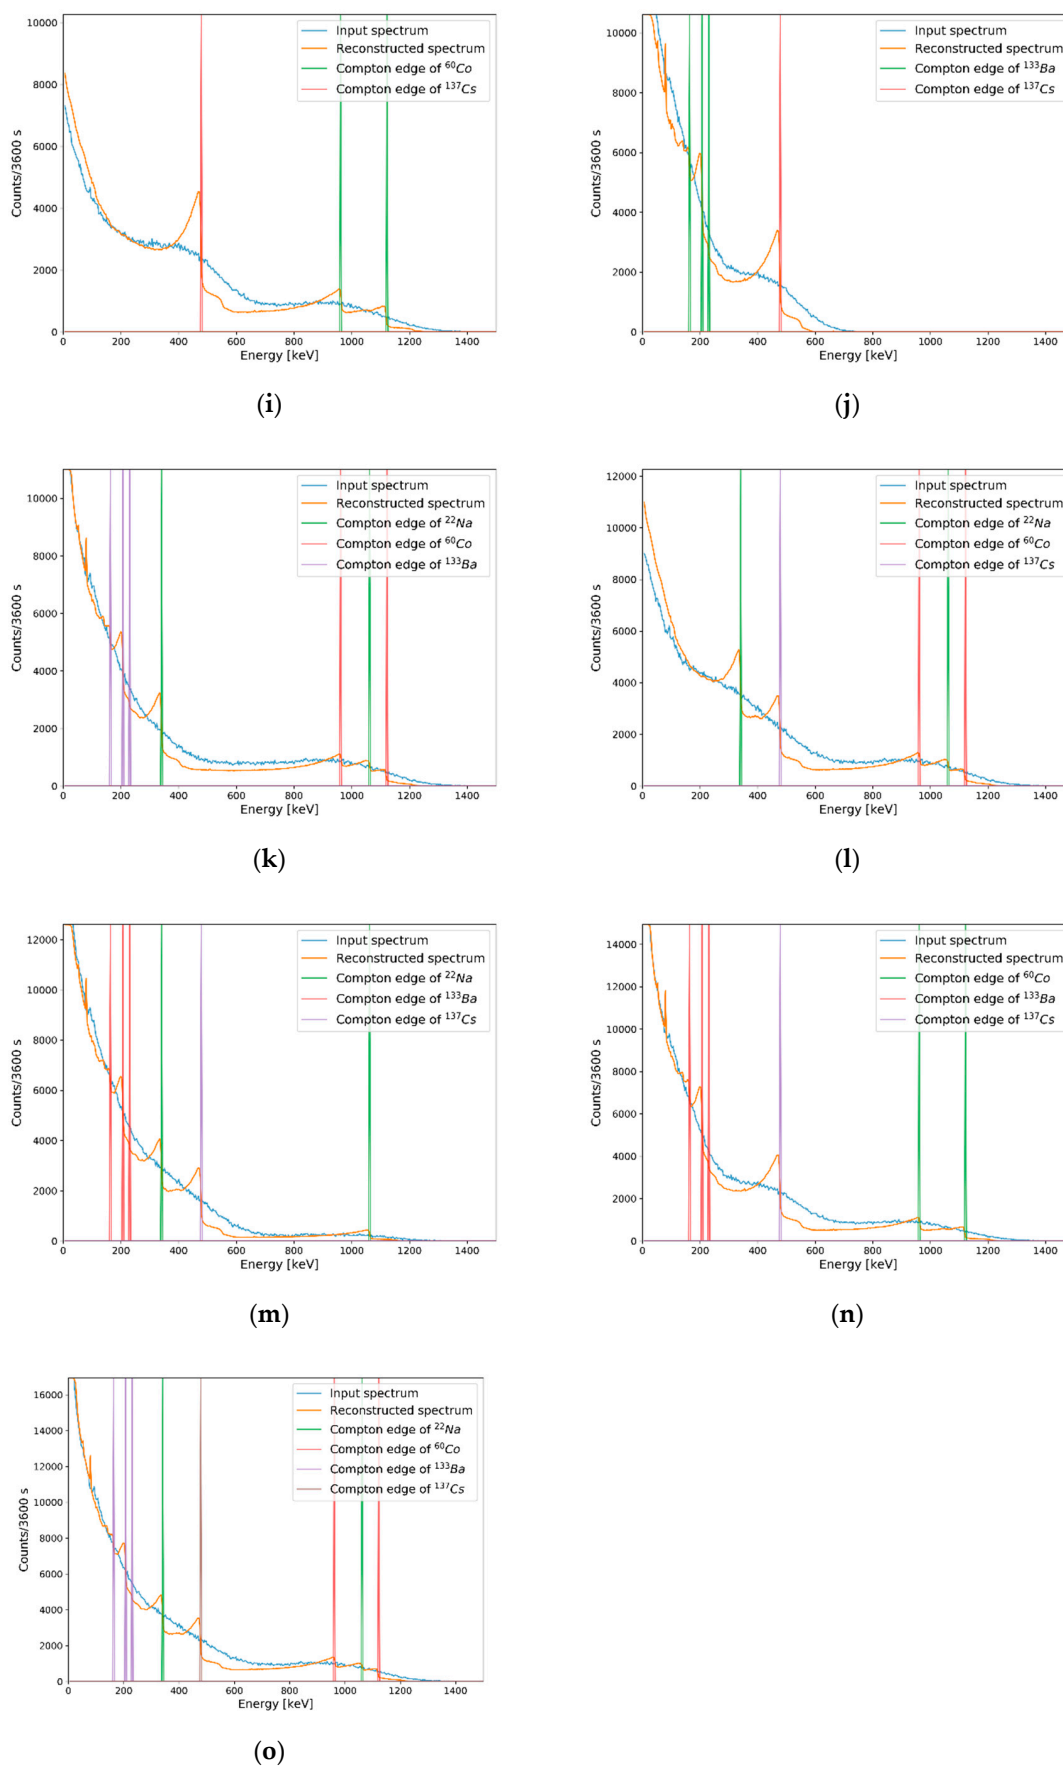 10000
8000
6000
4000
2000
0
Counts/3600 s
Input spectrum
Reconstructed spectrum
Compton edge of ⁶⁰Co
Compton edge of ¹³⁷Cs
0 200 400 600 800 1000 1200 1400
Energy [keV]
(i)
10000
8000
6000
4000
2000
0
Counts/3600 s
Input spectrum
Reconstructed spectrum
Compton edge of ¹³³Ba
Compton edge of ¹³⁷Cs
0 200 400 600 800 1000 1200 1400
Energy [keV]
(j)
10000
8000
6000
4000
2000
0
Counts/3600 s
Input spectrum
Reconstructed spectrum
Compton edge of ²²Na
Compton edge of ⁶⁰Co
Compton edge of ¹³³Ba
0 200 400 600 800 1000 1200 1400
Energy [keV]
(k)
12000
10000
8000
6000
4000
2000
0
Counts/3600 s
Input spectrum
Reconstructed spectrum
Compton edge of ²²Na
Compton edge of ⁶⁰Co
Compton edge of ¹³⁷Cs
0 200 400 600 800 1000 1200 1400
Energy [keV]
(l)
12000
10000
8000
6000
4000
2000
0
Counts/3600 s
Input spectrum
Reconstructed spectrum
Compton edge of ²²Na
Compton edge of ¹³³Ba
Compton edge of ¹³⁷Cs
0 200 400 600 800 1000 1200 1400
Energy [keV]
(m)
14000
12000
10000
8000
6000
4000
2000
0
Counts/3600 s
Input spectrum
Reconstructed spectrum
Compton edge of ⁶⁰Co
Compton edge of ¹³³Ba
Compton edge of ¹³⁷Cs
0 200 400 600 800 1000 1200 1400
Energy [keV]
(n)
16000
14000
12000
10000
8000
6000
4000
2000
0
Counts/3600 s
Input spectrum
Reconstructed spectrum
Compton edge of ²²Na
Compton edge of ⁶⁰Co
Compton edge of ¹³³Ba
Compton edge of ¹³⁷Cs
0 200 400 600 800 1000 1200 1400
Energy [keV]
(o)